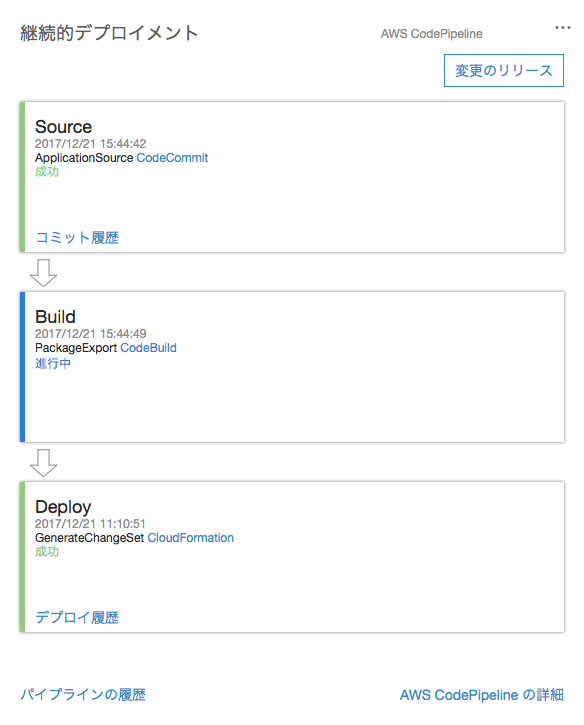 継続的デプロイメント
AWS CodePipeline
変更のリリース
Source
2017/12/21 15:44:42
ApplicationSource CodeCommit
成功
コミット履歴
Build
2017/12/21 15:44:49
PackageExport CodeBuild
進行中
Deploy
2017/12/21 11:10:51
GenerateChangeSet CloudFormation
成功
デプロイ履歴
パイプラインの履歴
AWS CodePipeline の詳細